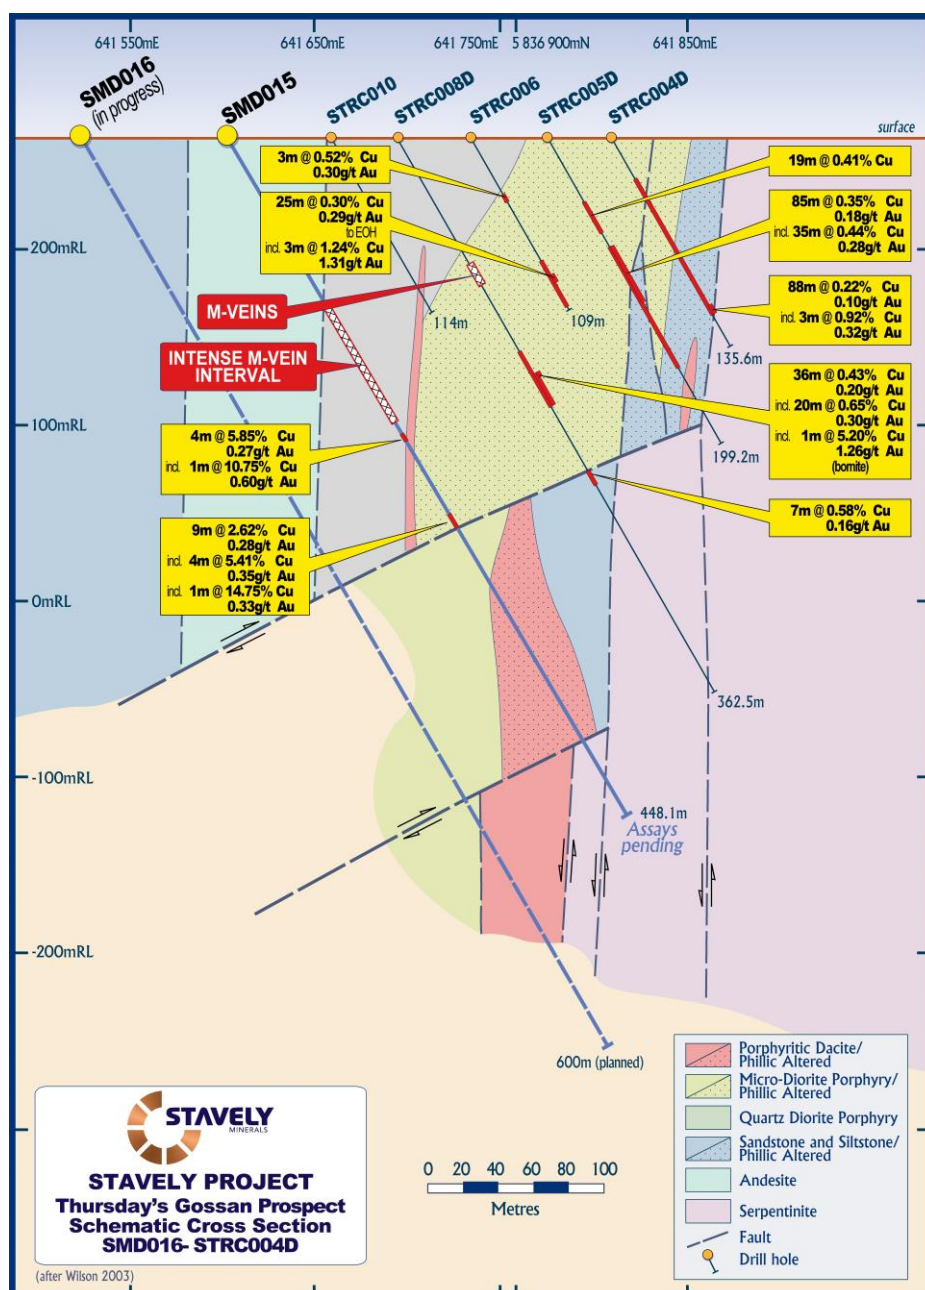 641 550mE
641 650mE
641 750mE
5 836 900mN
641 850mE
SMD016
(in progress)
SMD015
STRC010
STRC008D
STRC006
STRC005D
STRC004D
surface
3m @ 0.52% Cu
0.30g/t Au
25m @ 0.30% Cu
0.29g/t Au
to EOH
incl. 3m @ 1.24% Cu
1.31g/t Au
19m @ 0.41% Cu
85m @ 0.35% Cu
0.18g/t Au
incl. 35m @ 0.44% Cu
0.28g/t Au
88m @ 0.22% Cu
0.10g/t Au
incl. 3m @ 0.92% Cu
0.32g/t Au
200mRL
M-VEINS
INTENSE M-VEIN
INTERVAL
114m
109m
135.6m
36m @ 0.43% Cu
0.20g/t Au
incl. 20m @ 0.65% Cu
0.30g/t Au
incl. 1m @ 5.20% Cu
1.26g/t Au
(bornite)
100mRL
199.2m
4m @ 5.85% Cu
0.27g/t Au
incl. 1m @ 10.75% Cu
0.60g/t Au
7m @ 0.58% Cu
0.16g/t Au
9m @ 2.62% Cu
0.28g/t Au
incl. 4m @ 5.41% Cu
0.35g/t Au
incl. 1m @ 14.75% Cu
0.33g/t Au
0mRL
362.5m
-100mRL
448.1m
Assays
pending
-200mRL
600m (planned)
STAVELY
MINERALS
STAVELY PROJECT
Thursday's Gossan Prospect
Schematic Cross Section
SMD016- STRC004D
(after Wilson 2003)
0 20 40 60 80 100
Metres
Porphyritic Dacite/
Phillic Altered
Micro-Diorite Porphyry/
Phillic Altered
Quartz Diorite Porphyry
Sandstone and Siltstone/
Phillic Altered
Andesite
Serpentinite
Fault
Drill hole